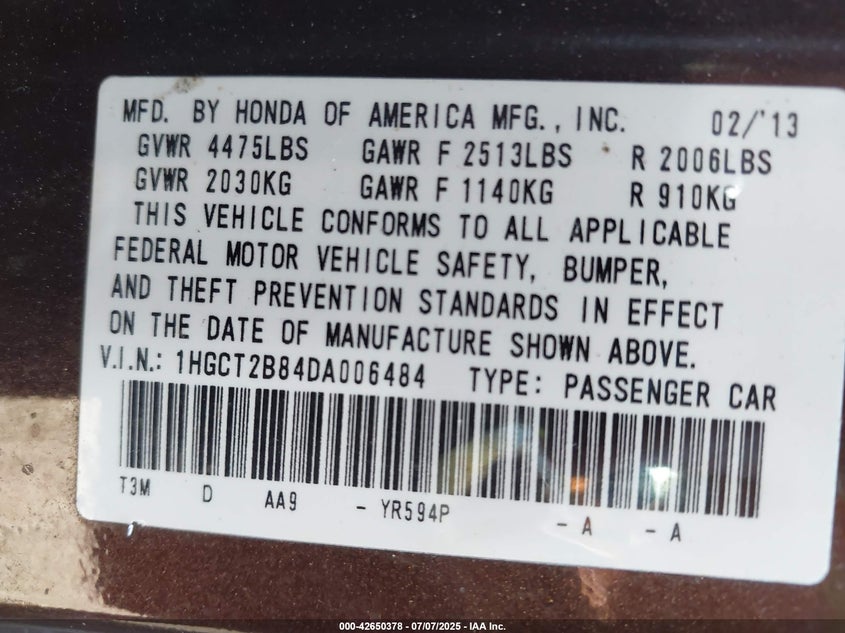 MFD. BY HONDA OF AMERICA MFG., INC. 02/'13
GVWR 4475LBS GAWR F 2513LBS R 2006LBS
GVWR 2030KG GAWR F 1140KG R 910KG
THIS VEHICLE CONFORMS TO ALL APPLICABLE
FEDERAL MOTOR VEHICLE SAFETY, BUMPER,
AND THEFT PREVENTION STANDARDS IN EFFECT
ON THE DATE OF MANUFACTURE SHOWN ABOVE.
V.I.N.: 1HGCT2B84DA006484 TYPE: PASSENGER CAR
T3M D AA9 - YR594P - A - A
000-42650378 - 07/07/2025 - IAA Inc.